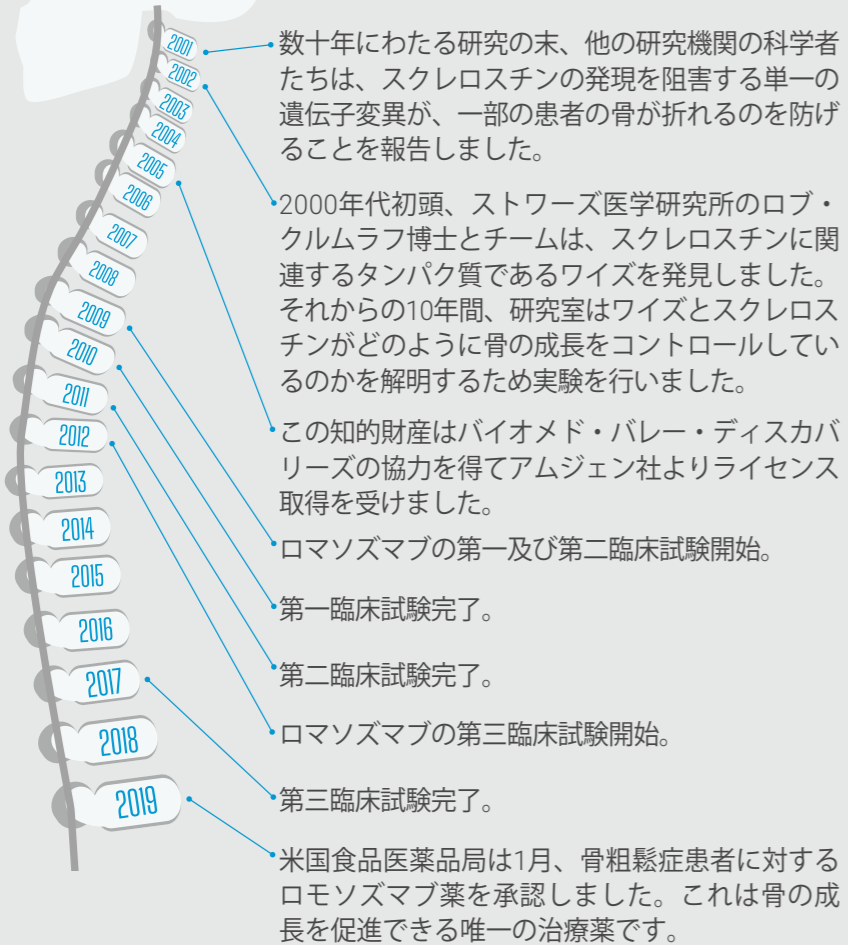 2001
2002
2003
2004
2005
2006
2007
2008
2009
2010
2011
2012
2013
2014
2015
2016
2017
2018
2019
数十年にわたる研究の末、他の研究機関の科学者
たちは、スクレロスチンの発現を阻害する単一の
遺伝子変異が、一部の患者の骨が折れるのを防げ
ることを報告しました。
2000年代初頭、ストワーズ医学研究所のロブ・
クルムラフ博士とチームは、スクレロスチンに関
連するタンパク質であるワイズを発見しました。
それからの10年間、研究室はワイズとスクレロス
チンがどのように骨の成長をコントロールしてい
るのかを解明するため実験を行いました。
この知的財産はバイオメド・バレー・ディスカバ
リーズの協力を得てアムジェン社よりライセンス
取得を受けました。
ロマソズマブの第一及び第二臨床試験開始。
第一臨床試験完了。
第二臨床試験完了。
ロマソズマブの第三臨床試験開始。
第三臨床試験完了。
米国食品医薬品局は1月、骨粗鬆症患者に対する
ロモソズマブ薬を承認しました。これは骨の成
長を促進できる唯一の治療薬です。